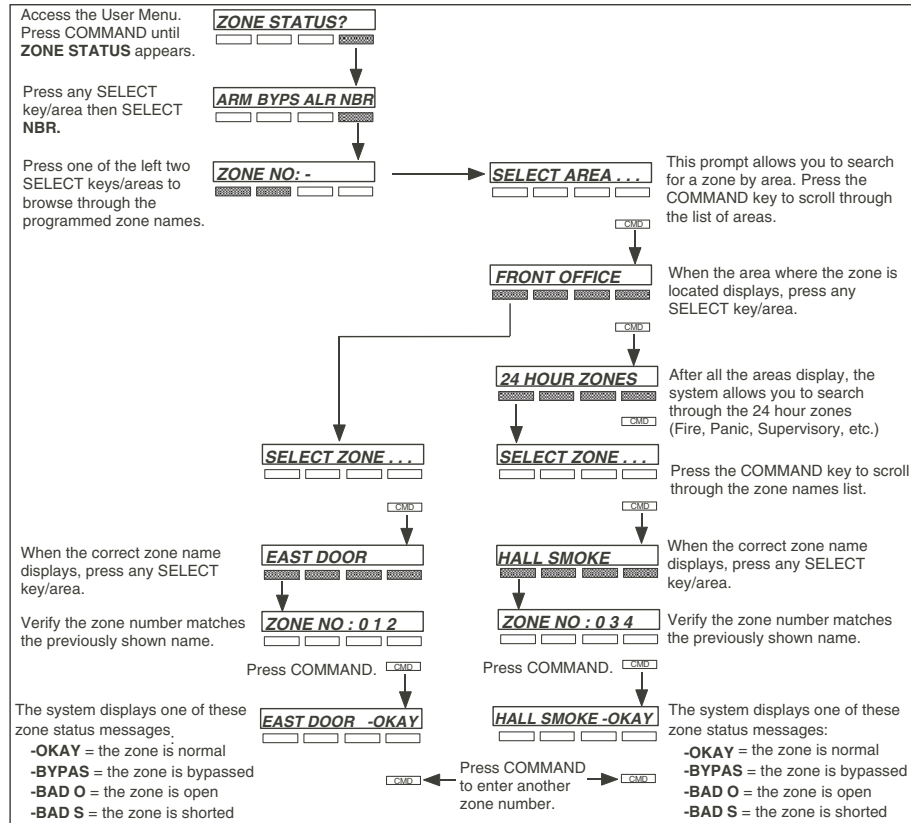 Access the User Menu.
Press COMMAND until
ZONE STATUS appears.
ZONE STATUS?
Press any SELECT
key/area then SELECT
NBR.
ARM BYPS ALR NBR
Press one of the left two
SELECT keys/areas to
browse through the
programmed zone names.
ZONE NO: -
SELECT AREA . . .
This prompt allows you to search
for a zone by area. Press the
COMMAND key to scroll through
the list of areas.
CMD
FRONT OFFICE
When the area where the zone is
located displays, press any
SELECT key/area.
CMD
24 HOUR ZONES
After all the areas display, the
system allows you to search
through the 24 hour zones
(Fire, Panic, Supervisory, etc.)
CMD
SELECT ZONE . . .
SELECT ZONE . . .
Press the COMMAND key to scroll
through the zone names list.
CMD
CMD
When the correct zone name
displays, press any SELECT
key/area.
EAST DOOR
HALL SMOKE
When the correct zone name
displays, press any SELECT
key/area.
Verify the zone number matches
the previously shown name.
ZONE NO : 0 1 2
ZONE NO : 0 3 4
Verify the zone number matches
the previously shown name.
Press COMMAND.
CMD
Press COMMAND.
CMD
The system displays one of these
zone status messages:
-OKAY = the zone is normal
-BYPAS = the zone is bypassed
-BAD O = the zone is open
-BAD S = the zone is shorted
EAST DOOR -OKAY
HALL SMOKE -OKAY
The system displays one of these
zone status messages:
-OKAY = the zone is normal
-BYPAS = the zone is bypassed
-BAD O = the zone is open
-BAD S = the zone is shorted
CMD
Press COMMAND
to enter another
zone number.
CMD